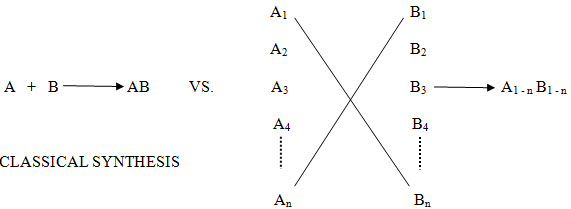 A₁ B₁
A₂ B₂
A + B AB VS. A₃ B₃ A₁₋ₙ B₁₋ₙ
A₄ B₄
CLASSICAL SYNTHESIS
Aₙ Bₙ